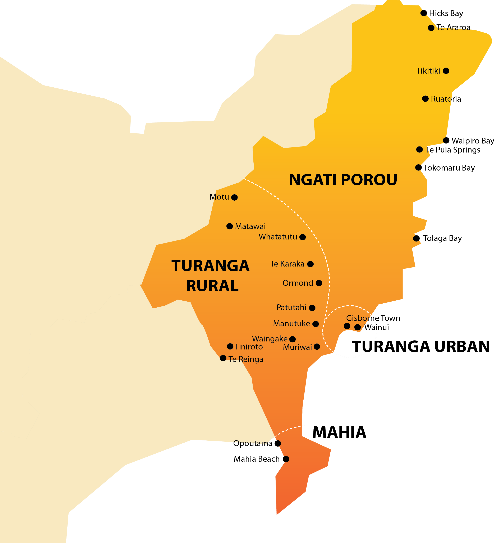 Hicks Bay
Te Araroa
Tikitiki
Ruatoria
Waipiro Bay
Te Puia Springs
Tokomaru Bay
NGATI POROU
Motu
Matawai
Whatatutu
Tolaga Bay
TURANGA
RURAL
Te Karaka
Ormond
Patutahi
Manutuke
Gisborne Town
Wainui
Waingake
Muriwai
Tiniroto
Te Reinga
TURANGA URBAN
MAHIA
Opoutama
Mahia Beach